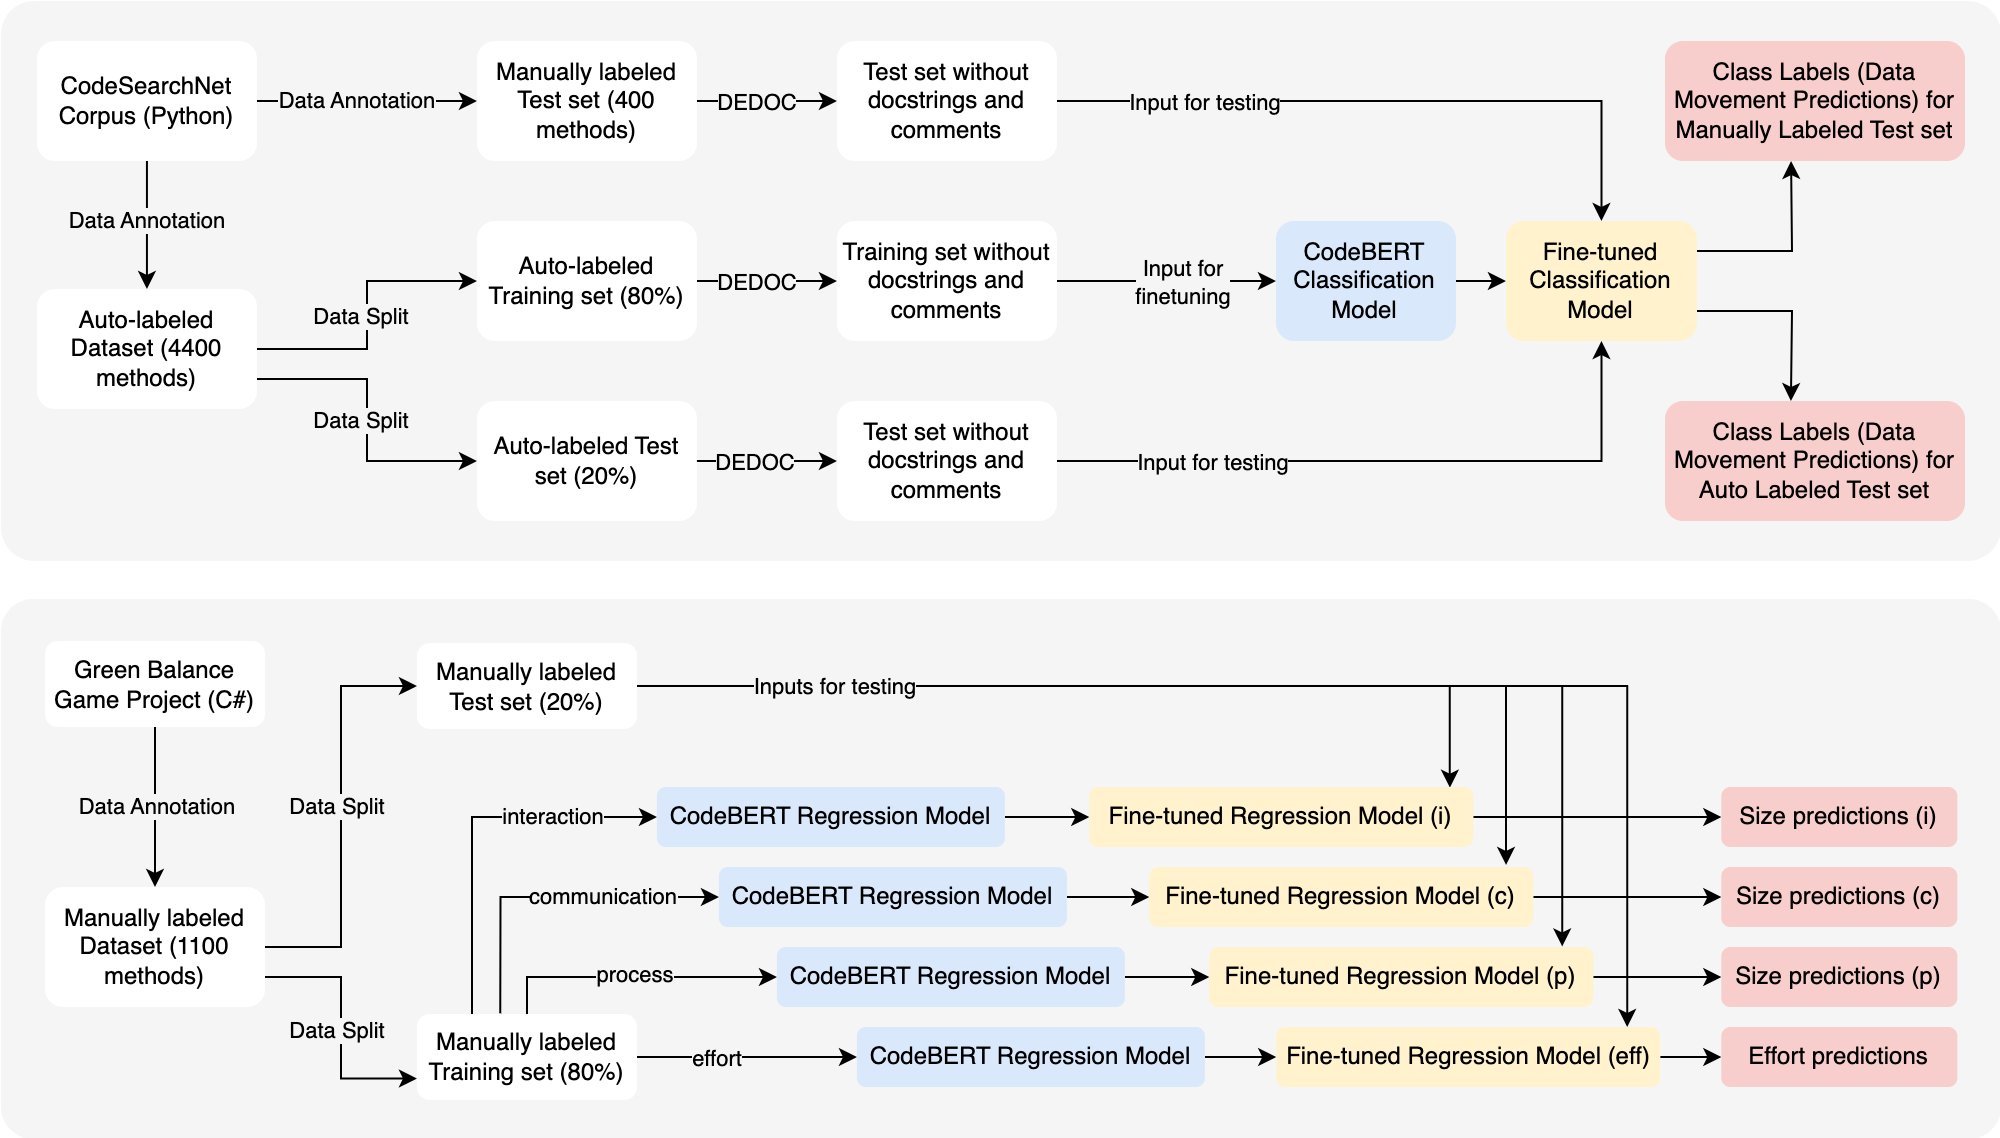 CodeSearchNet
Corpus (Python)
Data Annotation
Manually labeled
Test set (400
methods)
DEDOC
Test set without
docstrings and
comments
Input for testing
Class Labels (Data
Movement Predictions) for
Manually Labeled Test set
Data Annotation
Auto-labeled
Dataset (4400
methods)
Data Split
Auto-labeled
Training set (80%)
DEDOC
Training set without
docstrings and
comments
Input for
finetuning
CodeBERT
Classification
Model
Fine-tuned
Classification
Model
Data Split
Auto-labeled Test
set (20%)
DEDOC
Test set without
docstrings and
comments
Input for testing
Class Labels (Data
Movement Predictions) for
Auto Labeled Test set
Green Balance
Game Project (C#)
Data Annotation
Manually labeled
Dataset (1100
methods)
Data Split
Manually labeled
Test set (20%)
Inputs for testing
Data Split
Manually labeled
Training set (80%)
interaction
CodeBERT Regression Model
Fine-tuned Regression Model (i)
Size predictions (i)
communication
CodeBERT Regression Model
Fine-tuned Regression Model (c)
Size predictions (c)
process
CodeBERT Regression Model
Fine-tuned Regression Model (p)
Size predictions (p)
effort
CodeBERT Regression Model
Fine-tuned Regression Model (eff)
Effort predictions